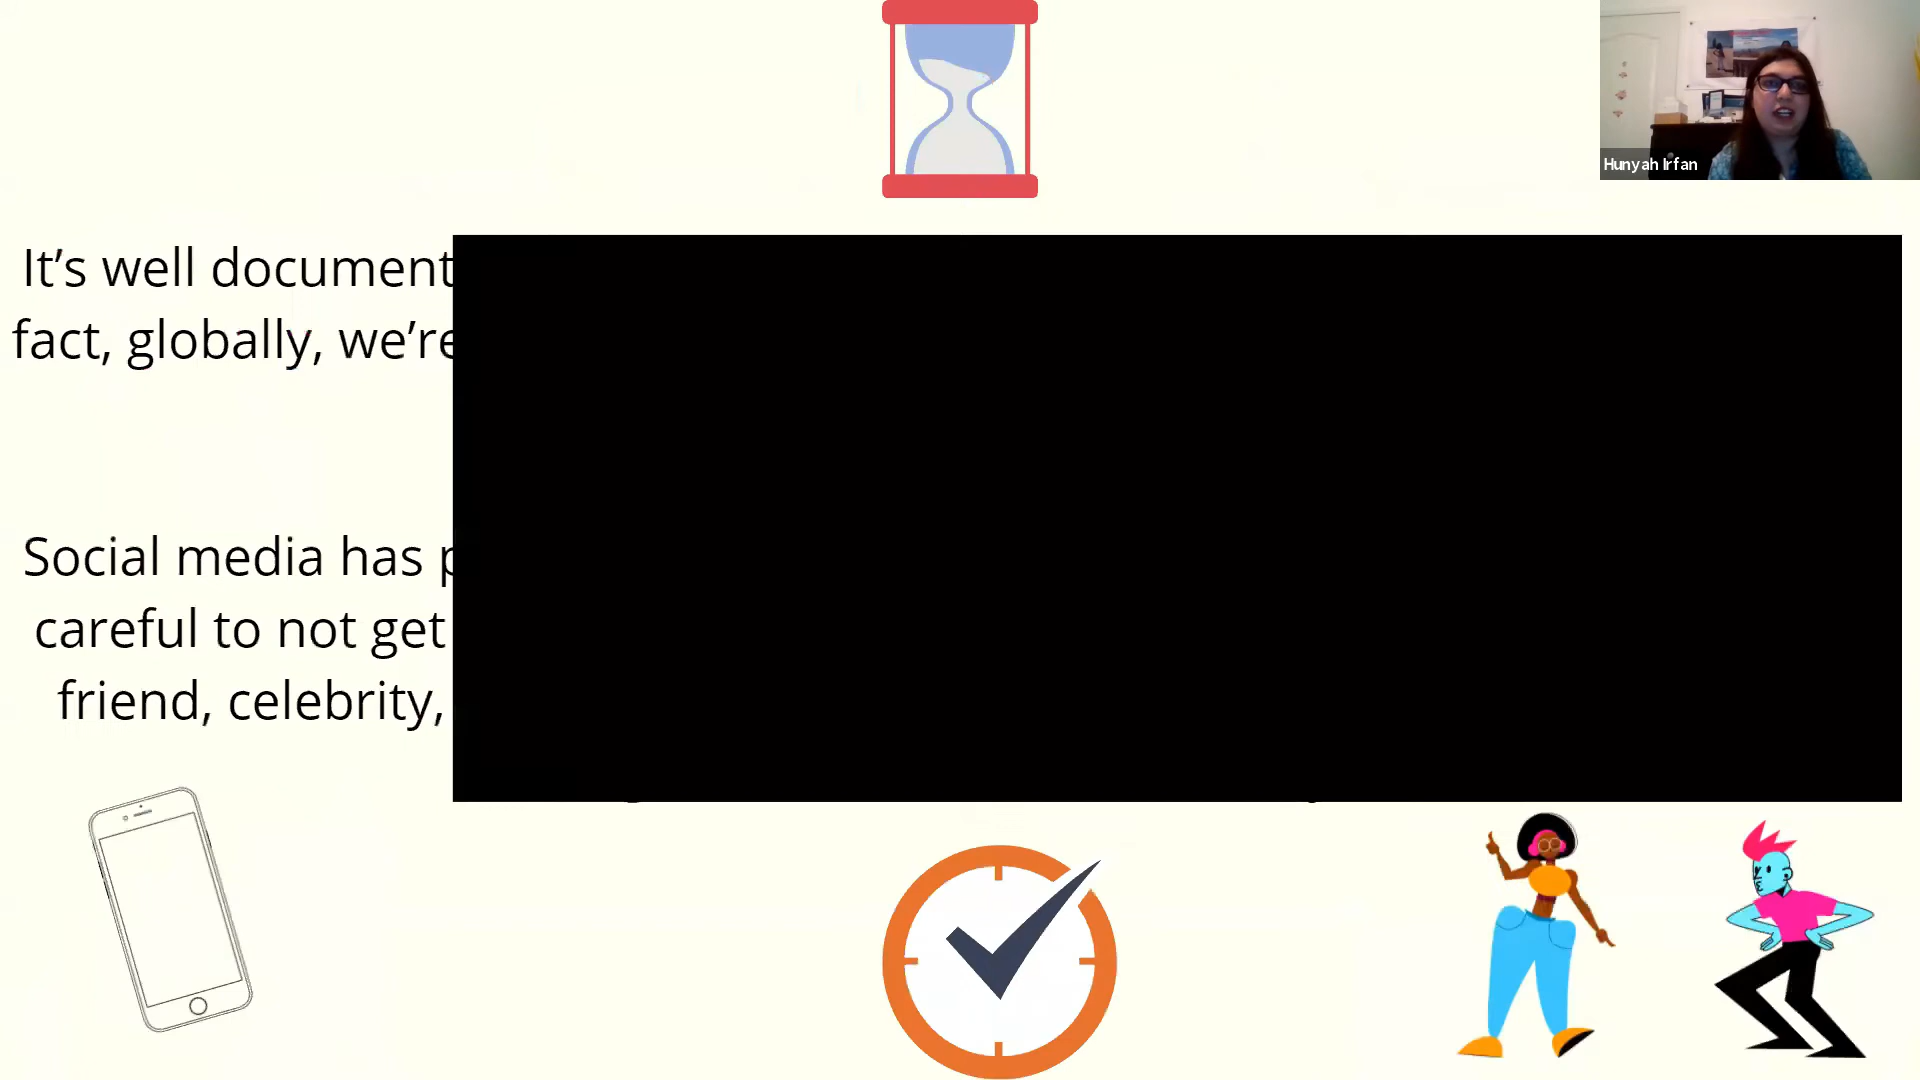 Hunyah Irfan
It’s well document
fact, globally, we’re
Social media has
careful to not get
friend, celebrity,